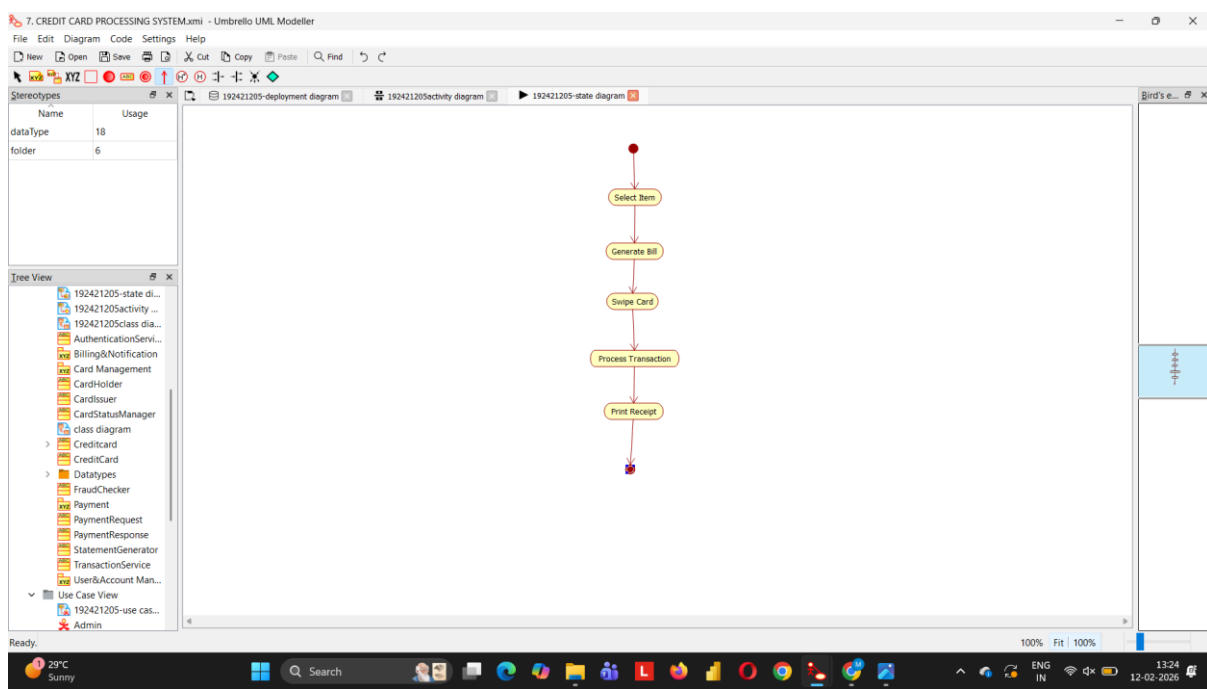 7. CREDIT CARD PROCESSING SYSTEM.xmi - Umbrello UML Modeller
File Edit Diagram Code Settings Help
New Open Save Cut Copy Paste Find
XYZ
Stereotypes
192421205-deployment diagram 192421205activity diagram 192421205-state diagram
Bird's e...
Name Usage
dataType 18
folder 6
Select Item
Generate Bill
Swipe Card
Process Transaction
Print Receipt
Tree View
192421205-state di...
192421205activity ...
192421205class dia...
AuthenticationServi...
Billing&Notification
Card Management
CardHolder
CardIssuer
CardStatusManager
class diagram
Creditcard
CreditCard
Datatypes
FraudChecker
Payment
PaymentRequest
PaymentResponse
StatementGenerator
TransactionService
User&Account Man...
Use Case View
192421205-use cas...
Admin
Ready.
100% Fit 100%
1
29°C
Sunny
Search
L
ENG
IN
13:24
12-02-2026